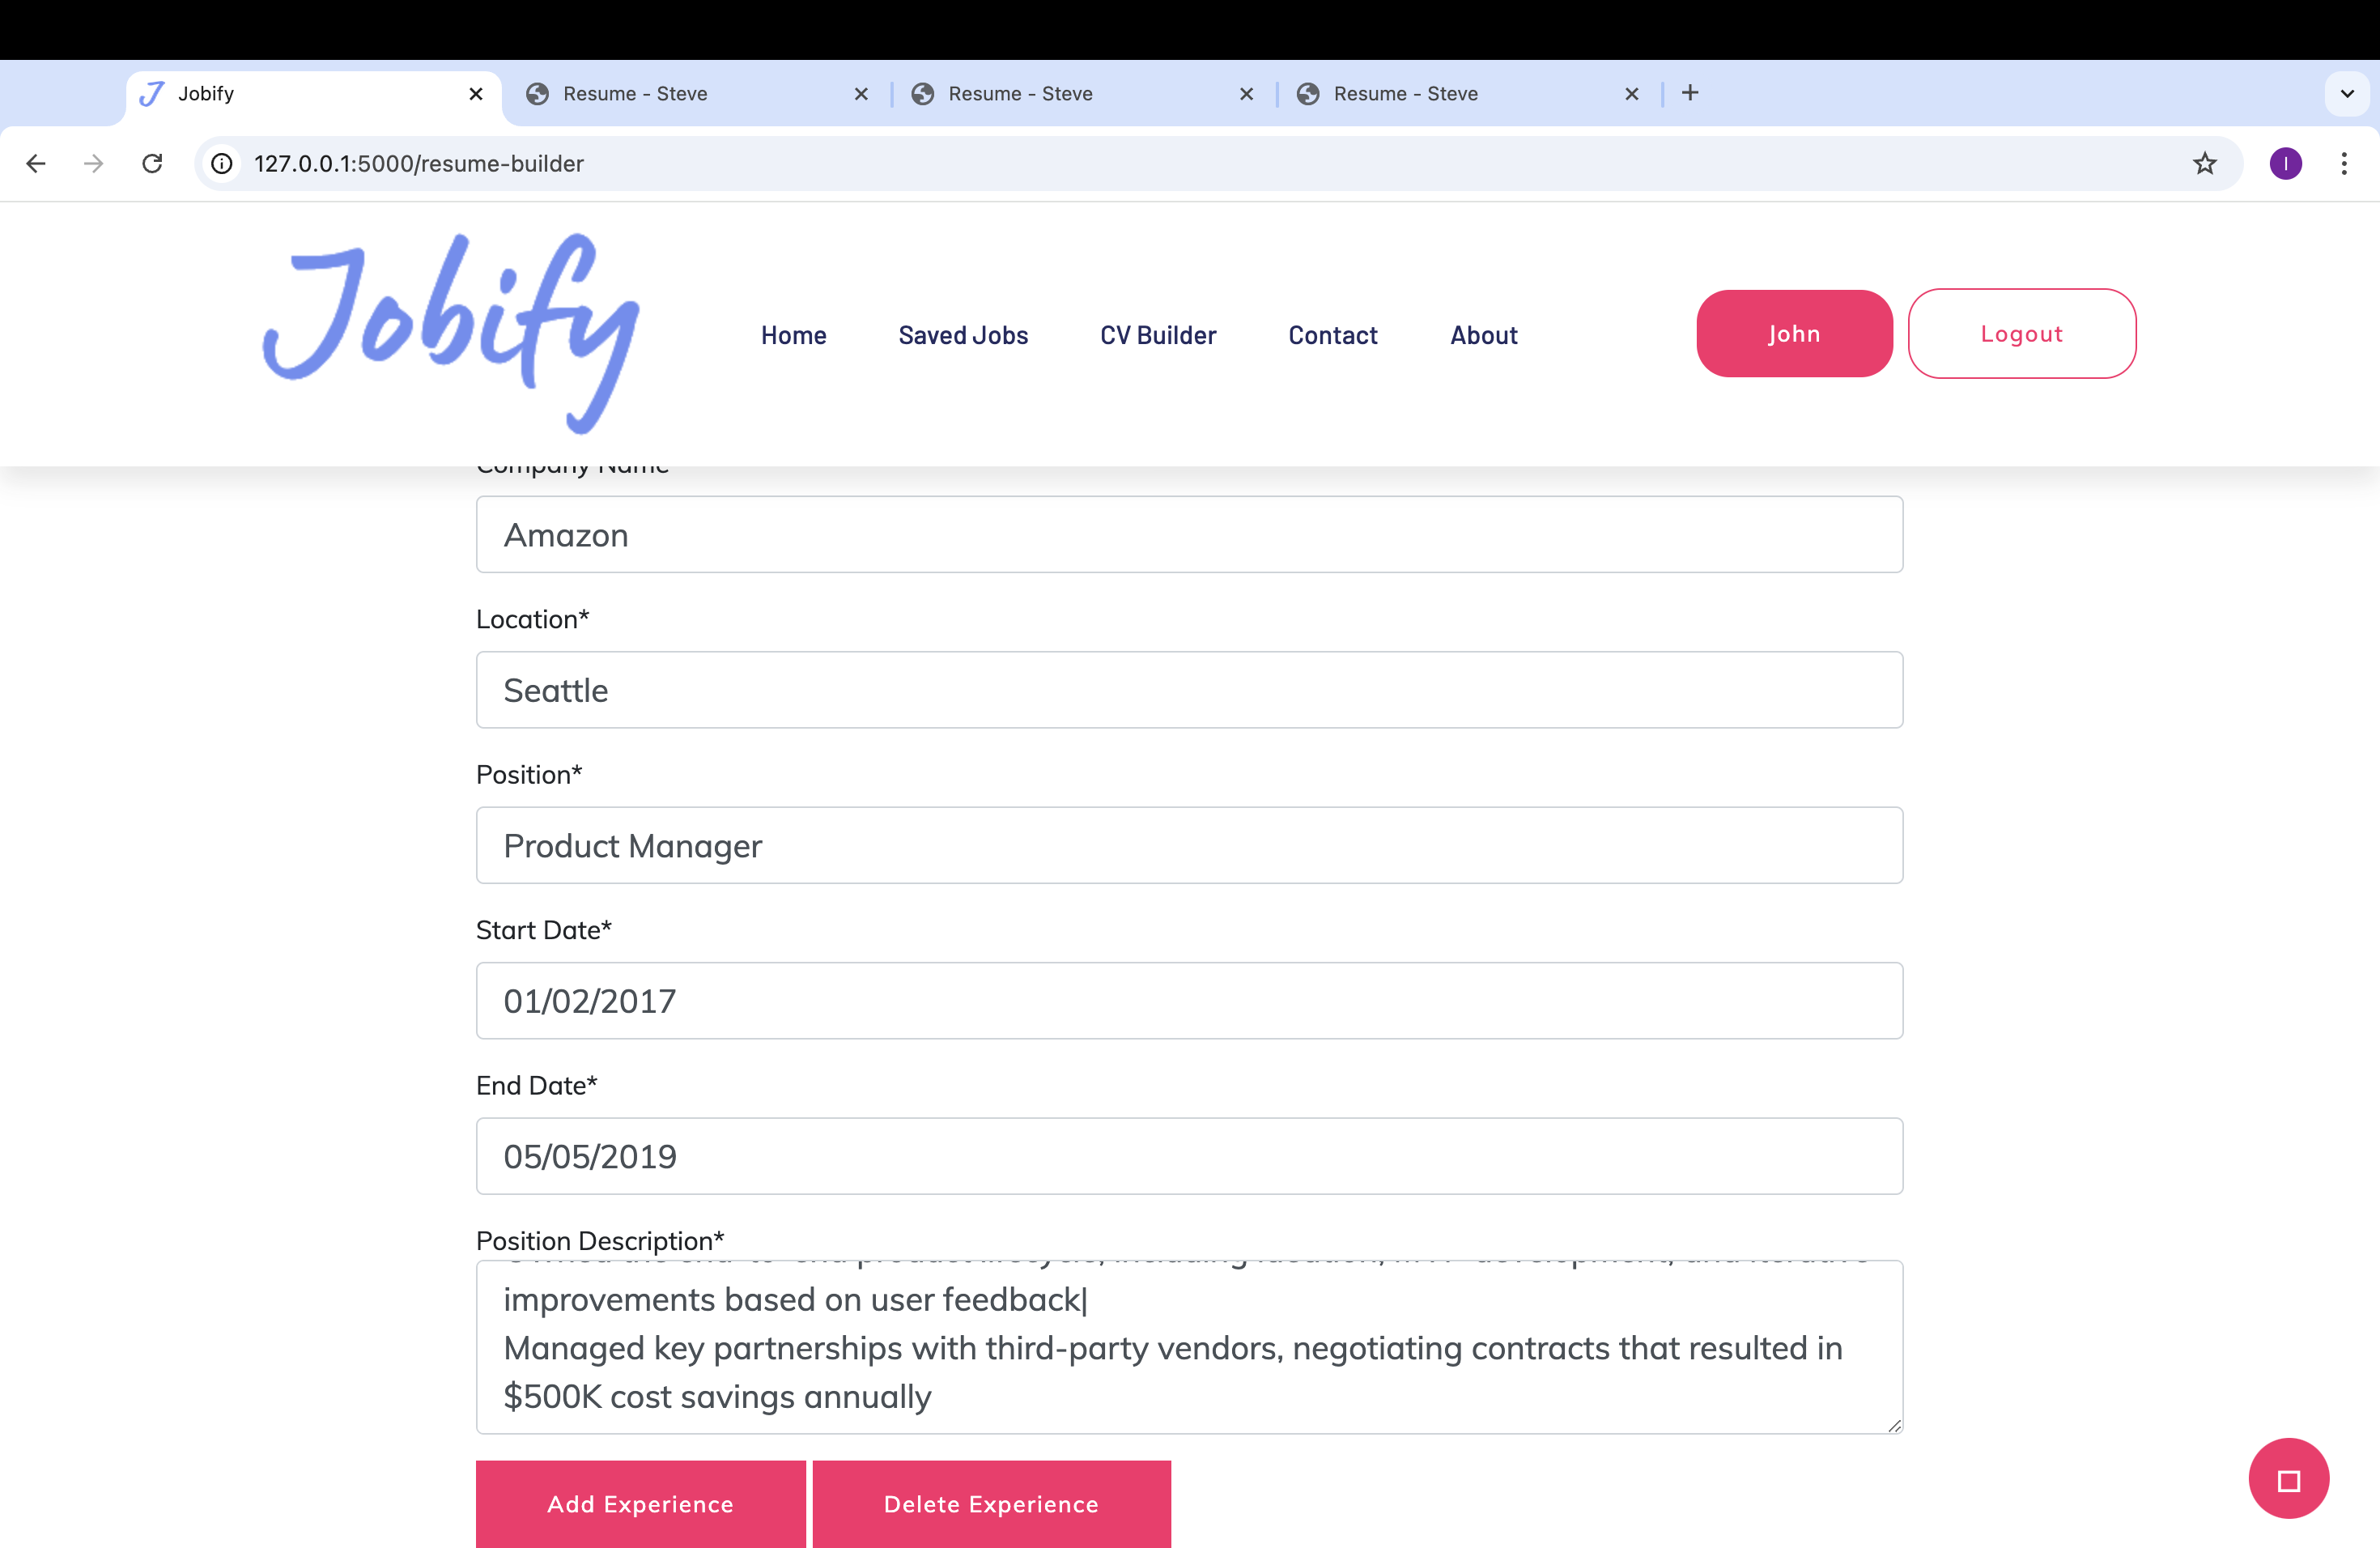 Jobify
Resume - Steve
Resume - Steve
Resume - Steve
127.0.0.1:5000/resume-builder
I
Jobify
Home
Saved Jobs
CV Builder
Contact
About
John
Logout
Company Name
Amazon
Location*
Seattle
Position*
Product Manager
Start Date*
01/02/2017
End Date*
05/05/2019
Position Description*
improvements based on user feedback|
Managed key partnerships with third-party vendors, negotiating contracts that resulted in
$500K cost savings annually
Add Experience
Delete Experience